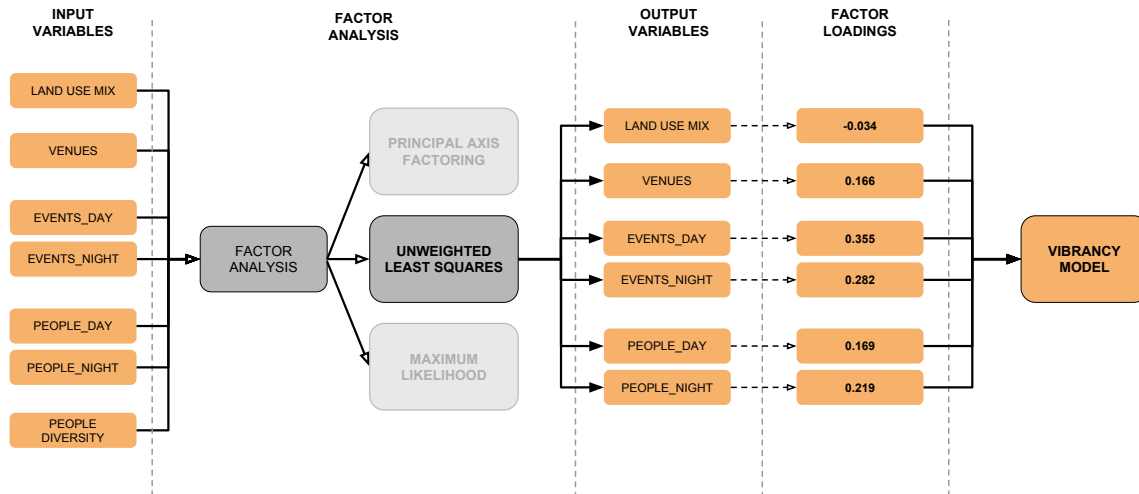 INPUT
VARIABLES
FACTOR
ANALYSIS
OUTPUT
VARIABLES
FACTOR
LOADINGS
LAND USE MIX
VENUES
EVENTS_DAY
EVENTS_NIGHT
PEOPLE_DAY
PEOPLE_NIGHT
PEOPLE
DIVERSITY
FACTOR
ANALYSIS
PRINCIPAL AXIS
FACTORING
UNWEIGHTED
LEAST SQUARES
MAXIMUM
LIKELIHOOD
LAND USE MIX
VENUES
EVENTS_DAY
EVENTS_NIGHT
PEOPLE_DAY
PEOPLE_NIGHT
-0.034
0.166
0.355
0.282
0.169
0.219
VIBRANCY
MODEL